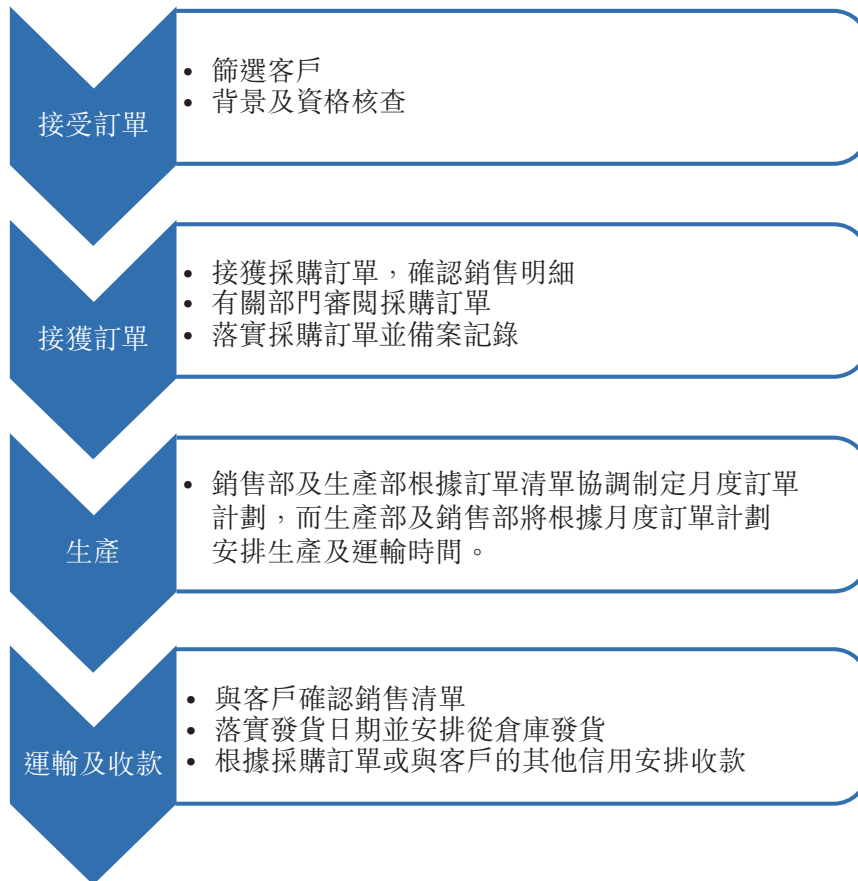 接受訂單
• 篩選客戶
• 背景及資格核查
接獲訂單
• 接獲採購訂單，確認銷售明細
• 有關部門審閱採購訂單
• 落實採購訂單並備案記錄
生產
• 銷售部及生產部根據訂單清單協調制定月度訂單
計劃，而生產部及銷售部將根據月度訂單計劃
安排生產及運輸時間。
運輸及收款
• 與客戶確認銷售清單
• 落實發貨日期並安排從倉庫發貨
• 根據採購訂單或與客戶的其他信用安排收款